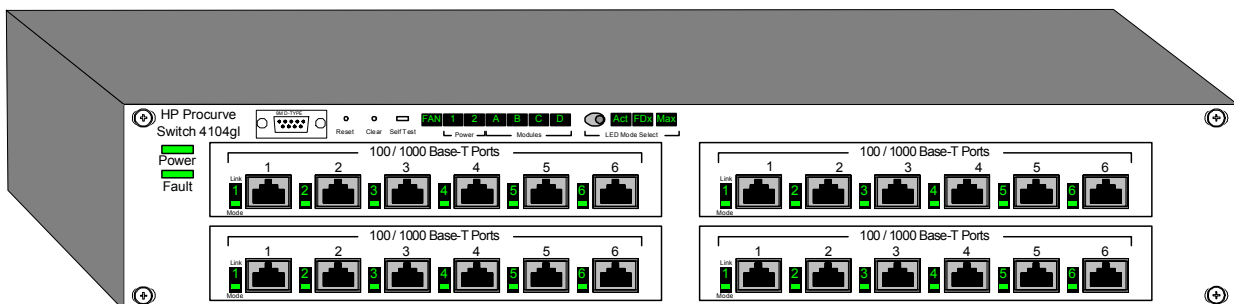 HP Procurve
Switch 4104gl
9M D-TYPE
Reset Clear Self Test
FAN 1 2 A B C D
Power Modules
Act FDx Max
LED Mode Select
Power
Fault
100 / 1000 Base-T Ports
1 2 3 4 5 6
Link
1 2 3 4 5 6
Mode
100 / 1000 Base-T Ports
1 2 3 4 5 6
Link
1 2 3 4 5 6
Mode
100 / 1000 Base-T Ports
1 2 3 4 5 6
Link
1 2 3 4 5 6
Mode
100 / 1000 Base-T Ports
1 2 3 4 5 6
Link
1 2 3 4 5 6
Mode